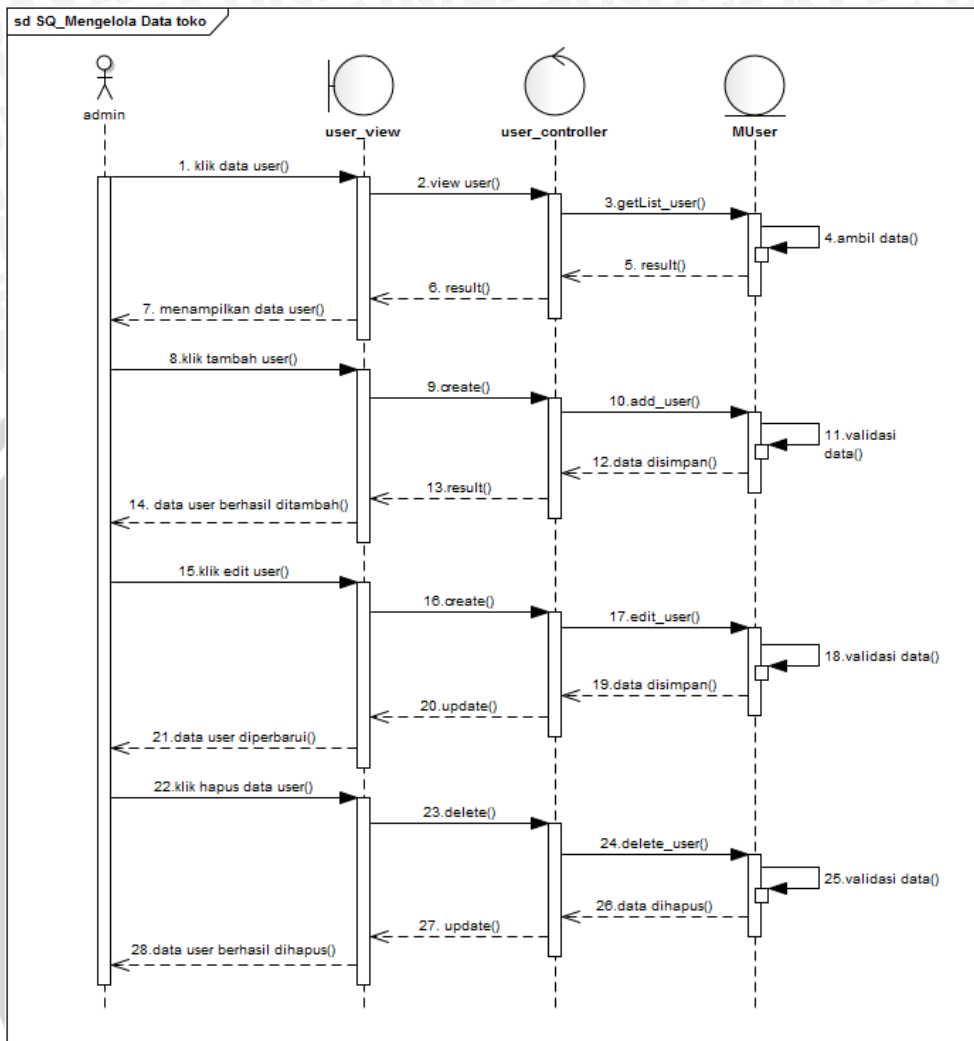 sd SQ_Mengelola Data toko
admin
user_view
user_controller
MUser
1. klik data user()
2.view user()
3.getList_user()
4.ambil data()
5. result()
6. result()
7. menampilkan data user()
8.klik tambah user()
9.create()
10.add_user()
11.validasi
data()
12.data disimpan()
13.result()
14. data user berhasil ditambah()
15.klik edit user()
16.create()
17.edit_user()
18.validasi data()
19.data disimpan()
20.update()
21.data user diperbarui()
22.klik hapus data user()
23.delete()
24.delete_user()
25.validasi data()
26.data dihapus()
27. update()
28.data user berhasil dihapus()